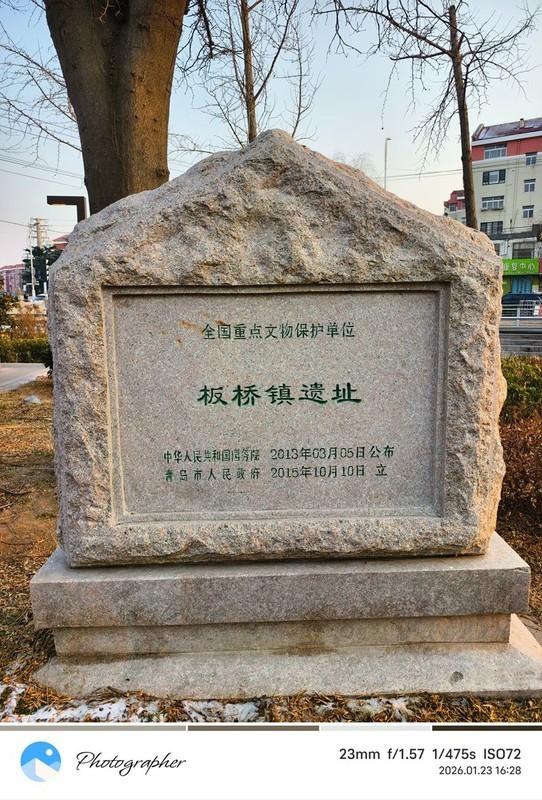 全国重点文物保护单位
板桥镇遗址
中华人民共和国国务院 2013年03月05日公布
青岛市人民政府 2015年10月10日 立
Photographer
23mm f/1.57 1/475s ISO72
2026.01.23 16:28